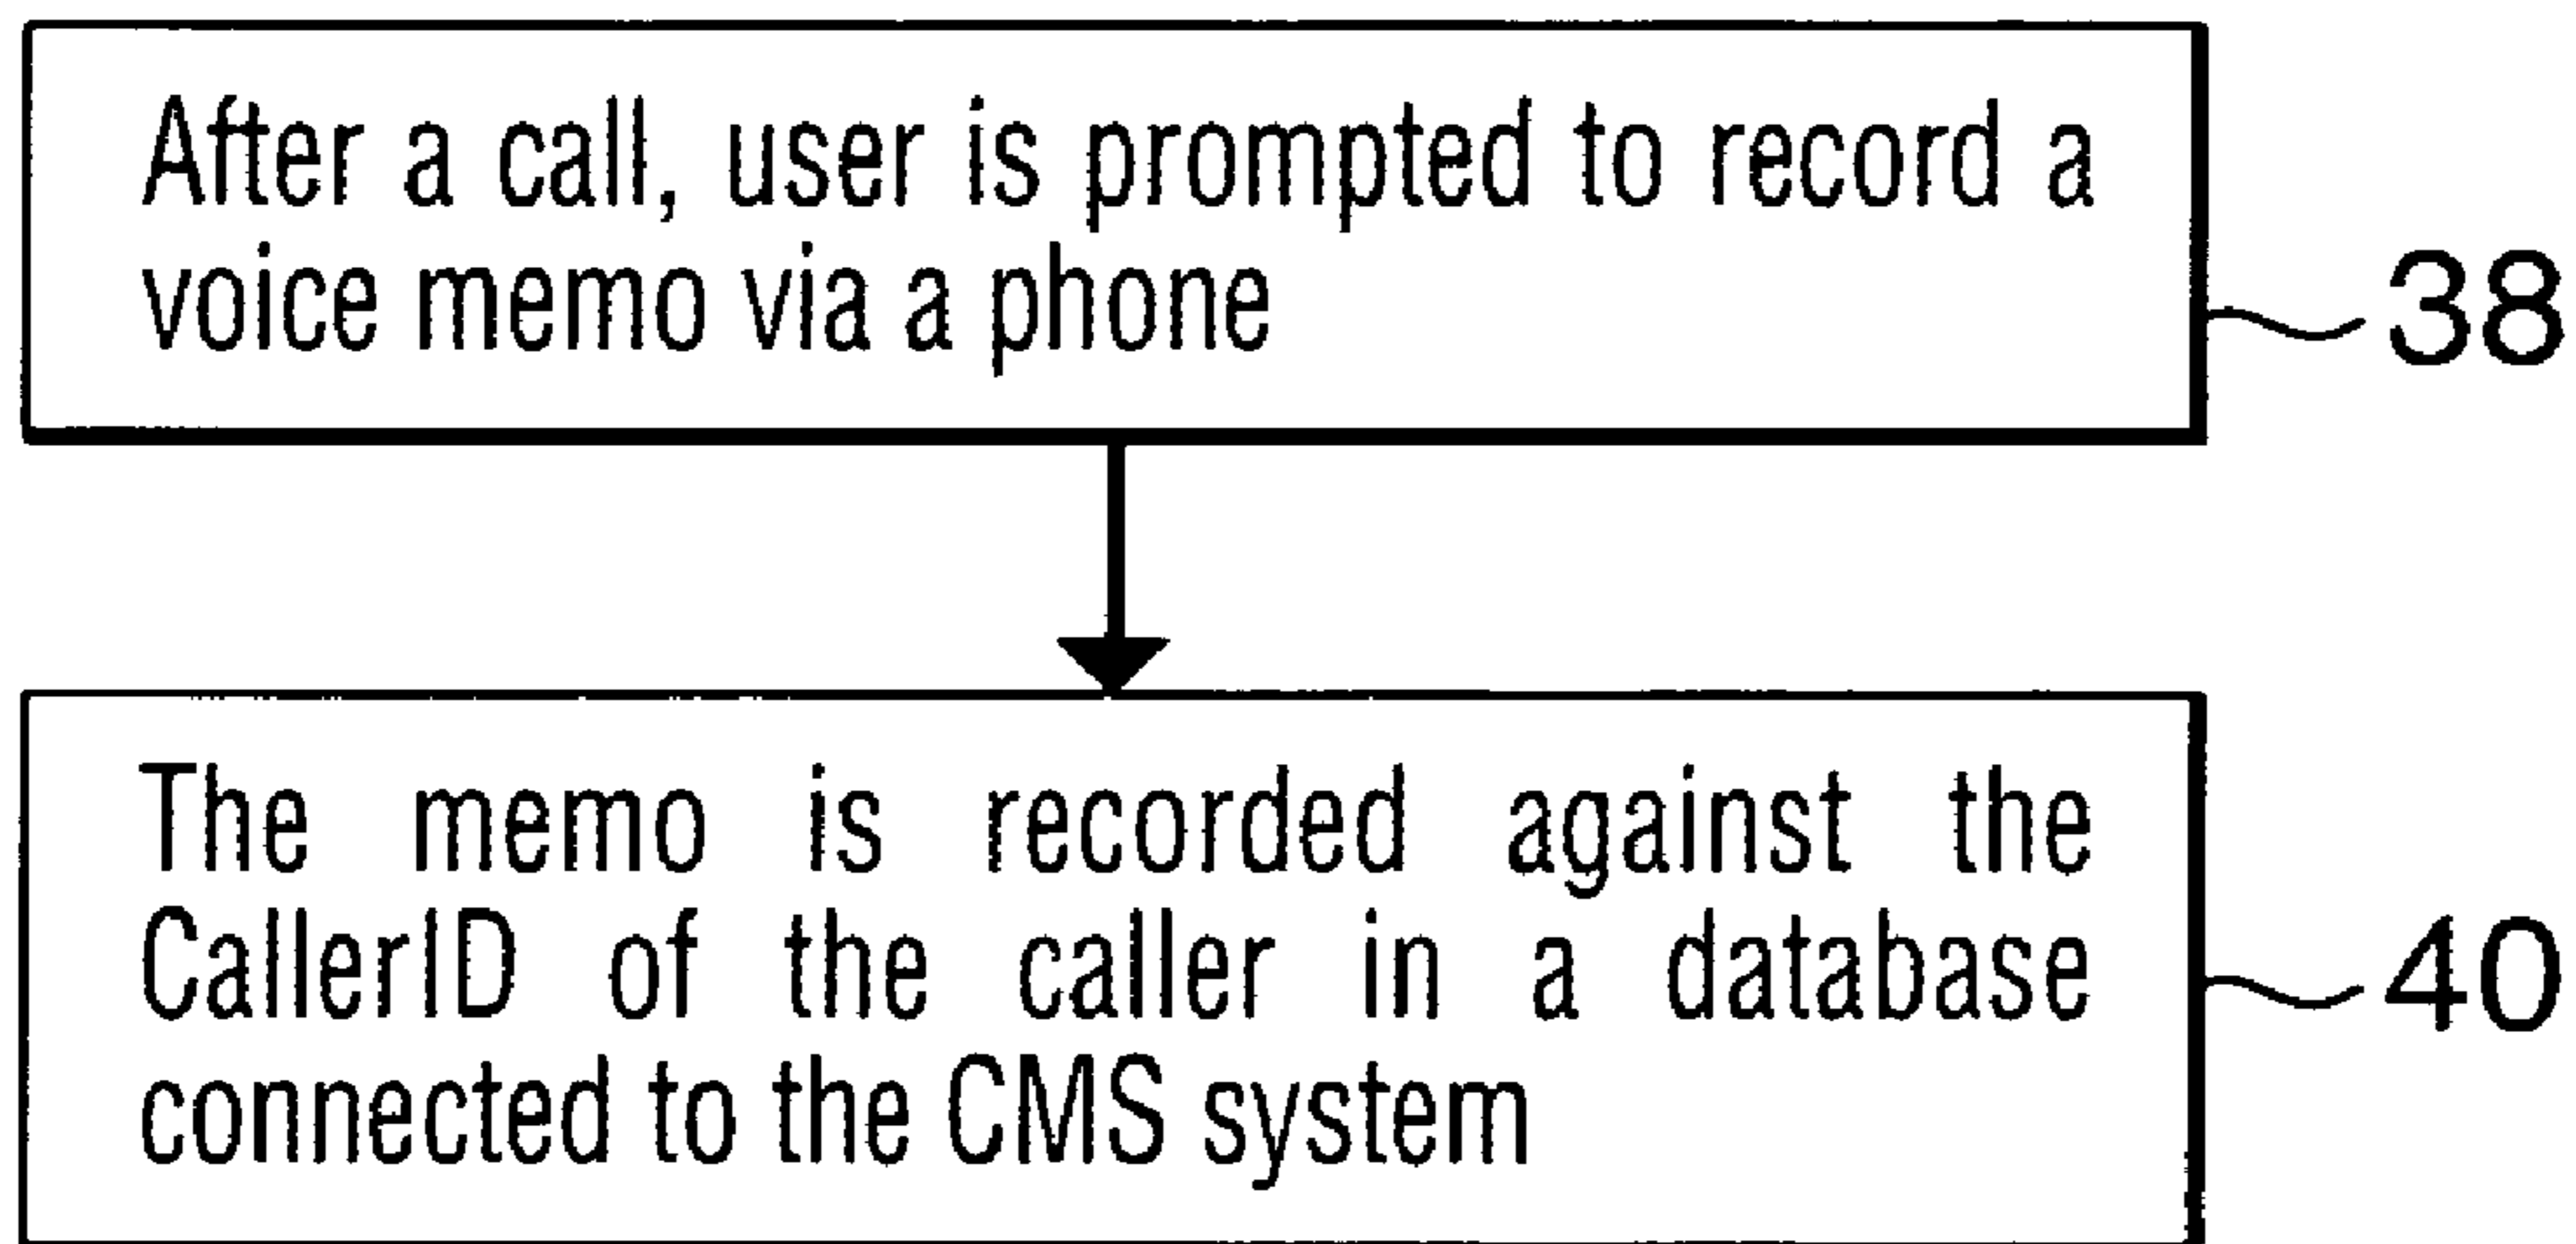 After a call, user is prompted to record a
voice memo via a phone
38
The memo is recorded against the
CallerID of the caller in a database
connected to the CMS system
40